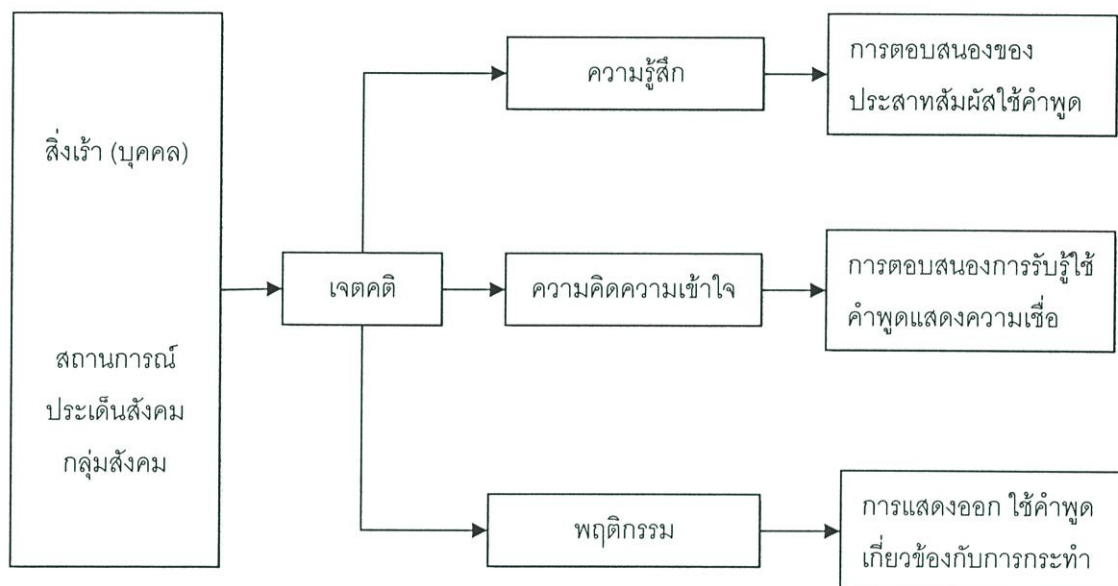 สิ่งเร้า (บุคคล)
สถานการณ์
ประเด็นสังคม
กลุ่มสังคม
เจตคติ
ความรู้สึก
การตอบสนองของ
ประสาทสัมผัสใช้คำพูด
ความคิดความเข้าใจ
การตอบสนองการรับรู้ใช้
คำพูดแสดงความเชื่อ
พฤติกรรม
การแสดงออก ใช้คำพูด
เกี่ยวข้องกับการกระทำ